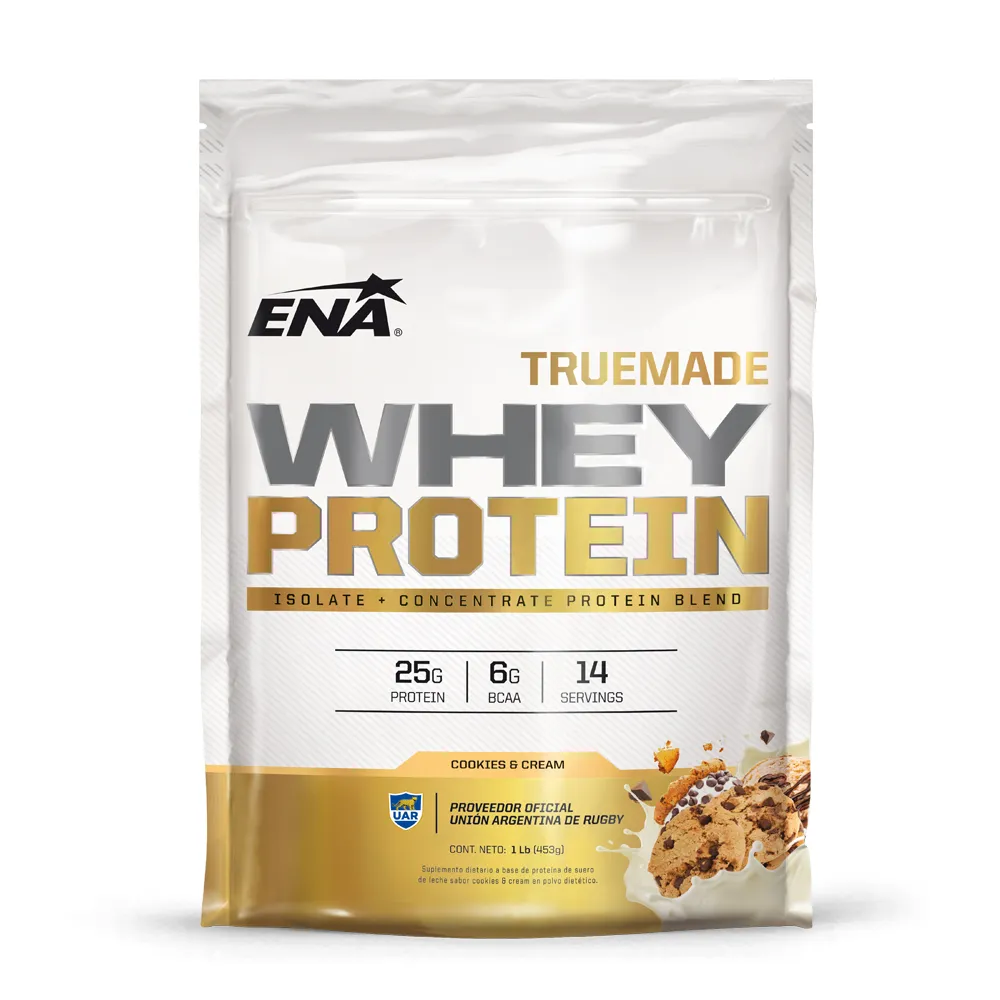 ENA®
TRUEMADE
WHEY
PROTEIN
ISOLATE + CONCENTRATE PROTEIN BLEND
25G 6G 14
PROTEIN BCAA SERVINGS
COOKIES & CREAM
UAR
PROVEEDOR OFICIAL
UNIÓN ARGENTINA DE RUGBY
CONT. NETO: 1 Lb (453g)
Suplemento dietario a base de proteína de suero
de leche sabor cookies & cream en polvo dietético.